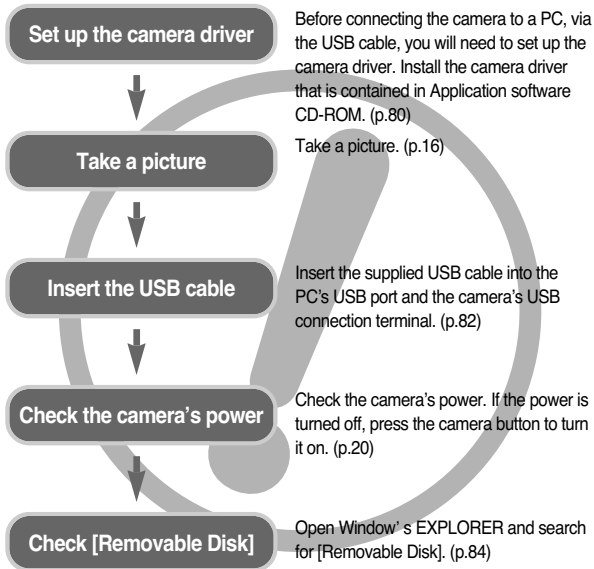 Set up the camera driver
Before connecting the camera to a PC, via
the USB cable, you will need to set up the
camera driver. Install the camera driver
that is contained in Application software
CD-ROM. (p.80)
Take a picture
Take a picture. (p.16)
Insert the USB cable
Insert the supplied USB cable into the
PC's USB port and the camera's USB
connection terminal. (p.82)
Check the camera's power
Check the camera's power. If the power is
turned off, press the camera button to turn
it on. (p.20)
Check [Removable Disk]
Open Window' s EXPLORER and search
for [Removable Disk]. (p.84)